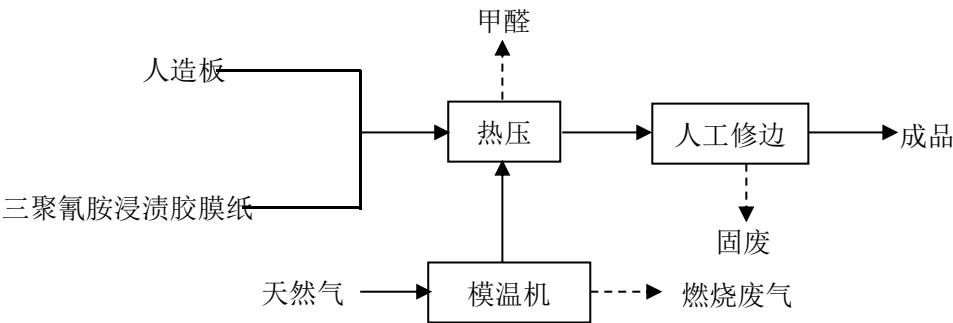 甲醛
人造板
热压
人工修边
成品
三聚氰胺浸渍胶膜纸
固废
天然气
模温机
燃烧废气